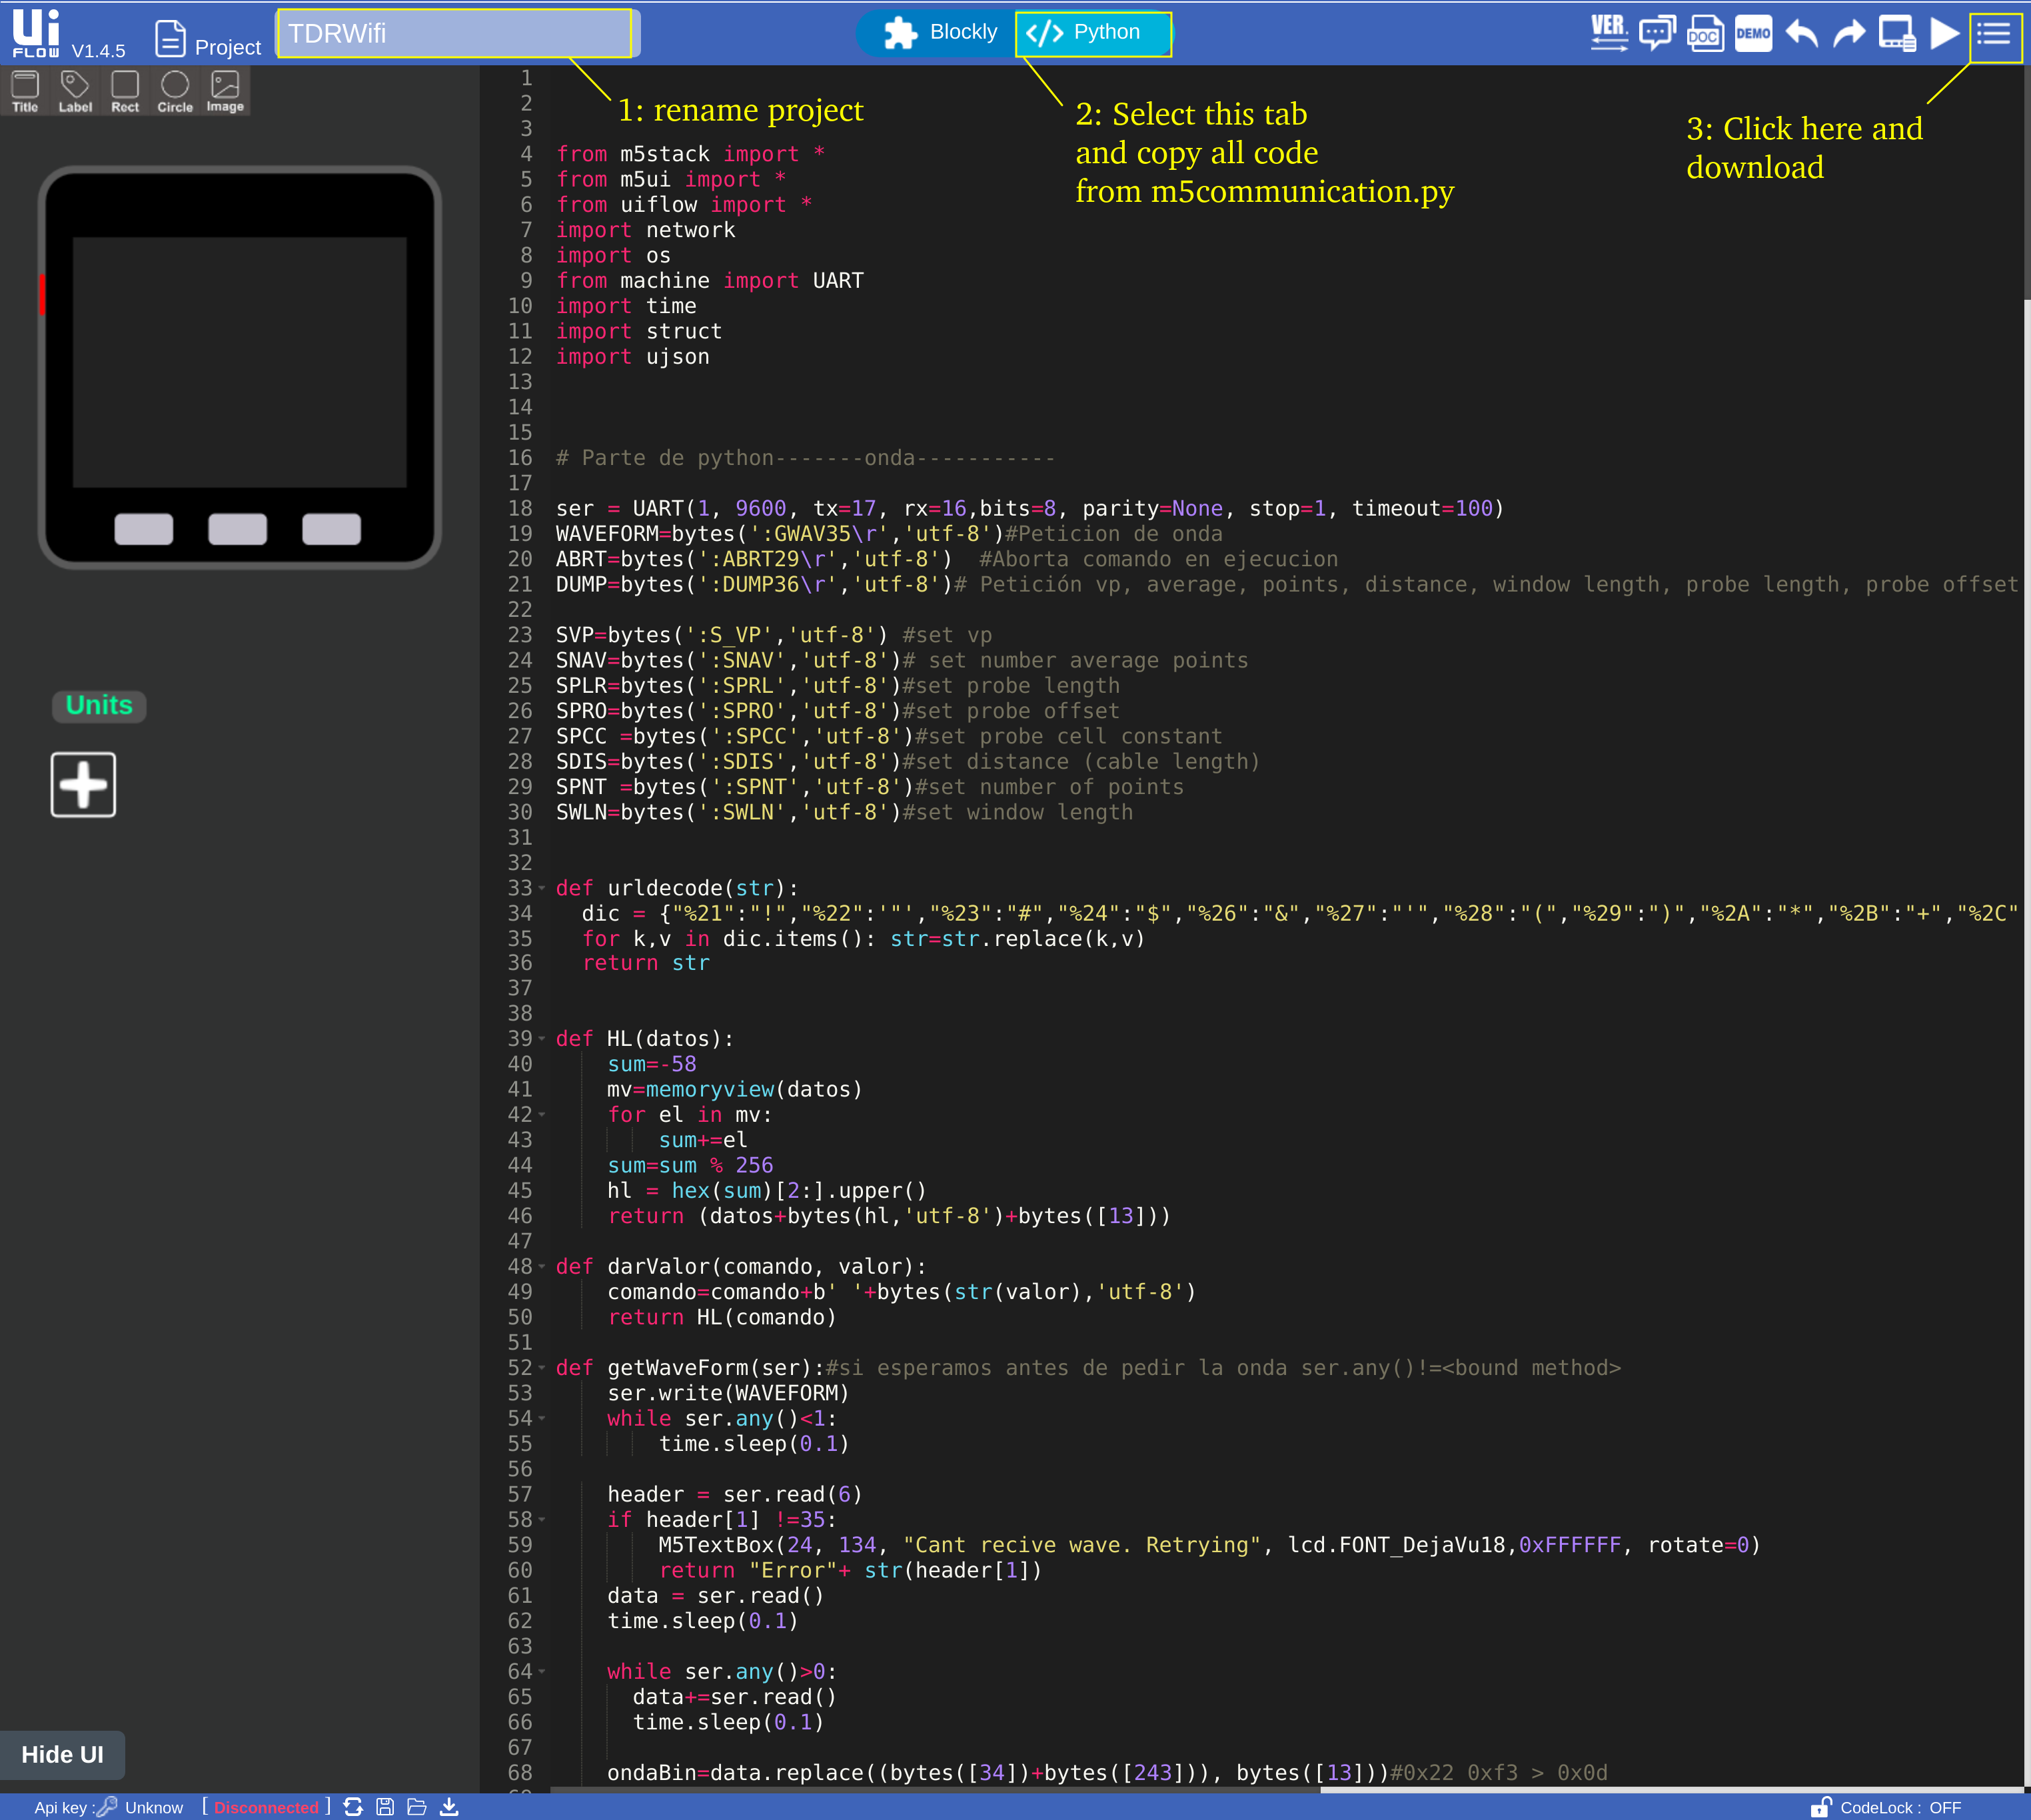 Ui
FLOW V1.4.5
Project
TDRWifi
Blockly
</> Python
VER.
DOC
DEMO
Title Label Rect Circle Image
1: rename project
2: Select this tab
and copy all code
from m5communication.py
3: Click here and
download
1
2
3
4 from m5stack import *
5 from m5ui import *
6 from uiflow import *
7 import network
8 import os
9 from machine import UART
10 import time
11 import struct
12 import ujson
13
14
15
16 # Parte de python-------onda-----------
17
18 ser = UART(1, 9600, tx=17, rx=16,bits=8, parity=None, stop=1, timeout=100)
19 WAVEFORM=bytes(':GWAV35\r','utf-8')#Peticion de onda
20 ABRT=bytes(':ABRT29\r','utf-8')  #Aborta comando en ejecucion
21 DUMP=bytes(':DUMP36\r','utf-8')# Petición vp, average, points, distance, window length, probe length, probe offset
22
23 SVP=bytes(':S_VP','utf-8') #set vp
24 SNAV=bytes(':SNAV','utf-8')# set number average points
25 SPLR=bytes(':SPRL','utf-8')#set probe length
26 SPRO=bytes(':SPRO','utf-8')#set probe offset
27 SPCC =bytes(':SPCC','utf-8')#set probe cell constant
28 SDIS=bytes(':SDIS','utf-8')#set distance (cable length)
29 SPNT =bytes(':SPNT','utf-8')#set number of points
30 SWLN=bytes(':SWLN','utf-8')#set window length
31
32
33 def urldecode(str):
34   dic = {"%21":"!","%22":'"',"%23":"#","%24":"$","%26":"&","%27":"'","%28":"(","%29":")","%2A":"*","%2B":"+","%2C"
35   for k,v in dic.items(): str=str.replace(k,v)
36   return str
37
38
39 def HL(datos):
40     sum=-58
41     mv=memoryview(datos)
42     for el in mv:
43         sum+=el
44     sum=sum % 256
45     hl = hex(sum)[2:].upper()
46     return (datos+bytes(hl,'utf-8')+bytes([13]))
47
48 def darValor(comando, valor):
49     comando=comando+b' '+bytes(str(valor),'utf-8')
50     return HL(comando)
51
52 def getWaveForm(ser):#si esperamos antes de pedir la onda ser.any()!=<bound method>
53     ser.write(WAVEFORM)
54     while ser.any()<1:
55         time.sleep(0.1)
56
57     header = ser.read(6)
58     if header[1] !=35:
59         M5TextBox(24, 134, "Cant recive wave. Retrying", lcd.FONT_DejaVu18,0xFFFFFF, rotate=0)
60         return "Error"+ str(header[1])
61     data = ser.read()
62     time.sleep(0.1)
63
64     while ser.any()>0:
65       data+=ser.read()
66       time.sleep(0.1)
67
68     ondaBin=data.replace((bytes([34])+bytes([243])), bytes([13]))#0x22 0xf3 > 0x0d
Units
Hide UI
Api key : Unknow [ Disconnected ]
CodeLock : OFF